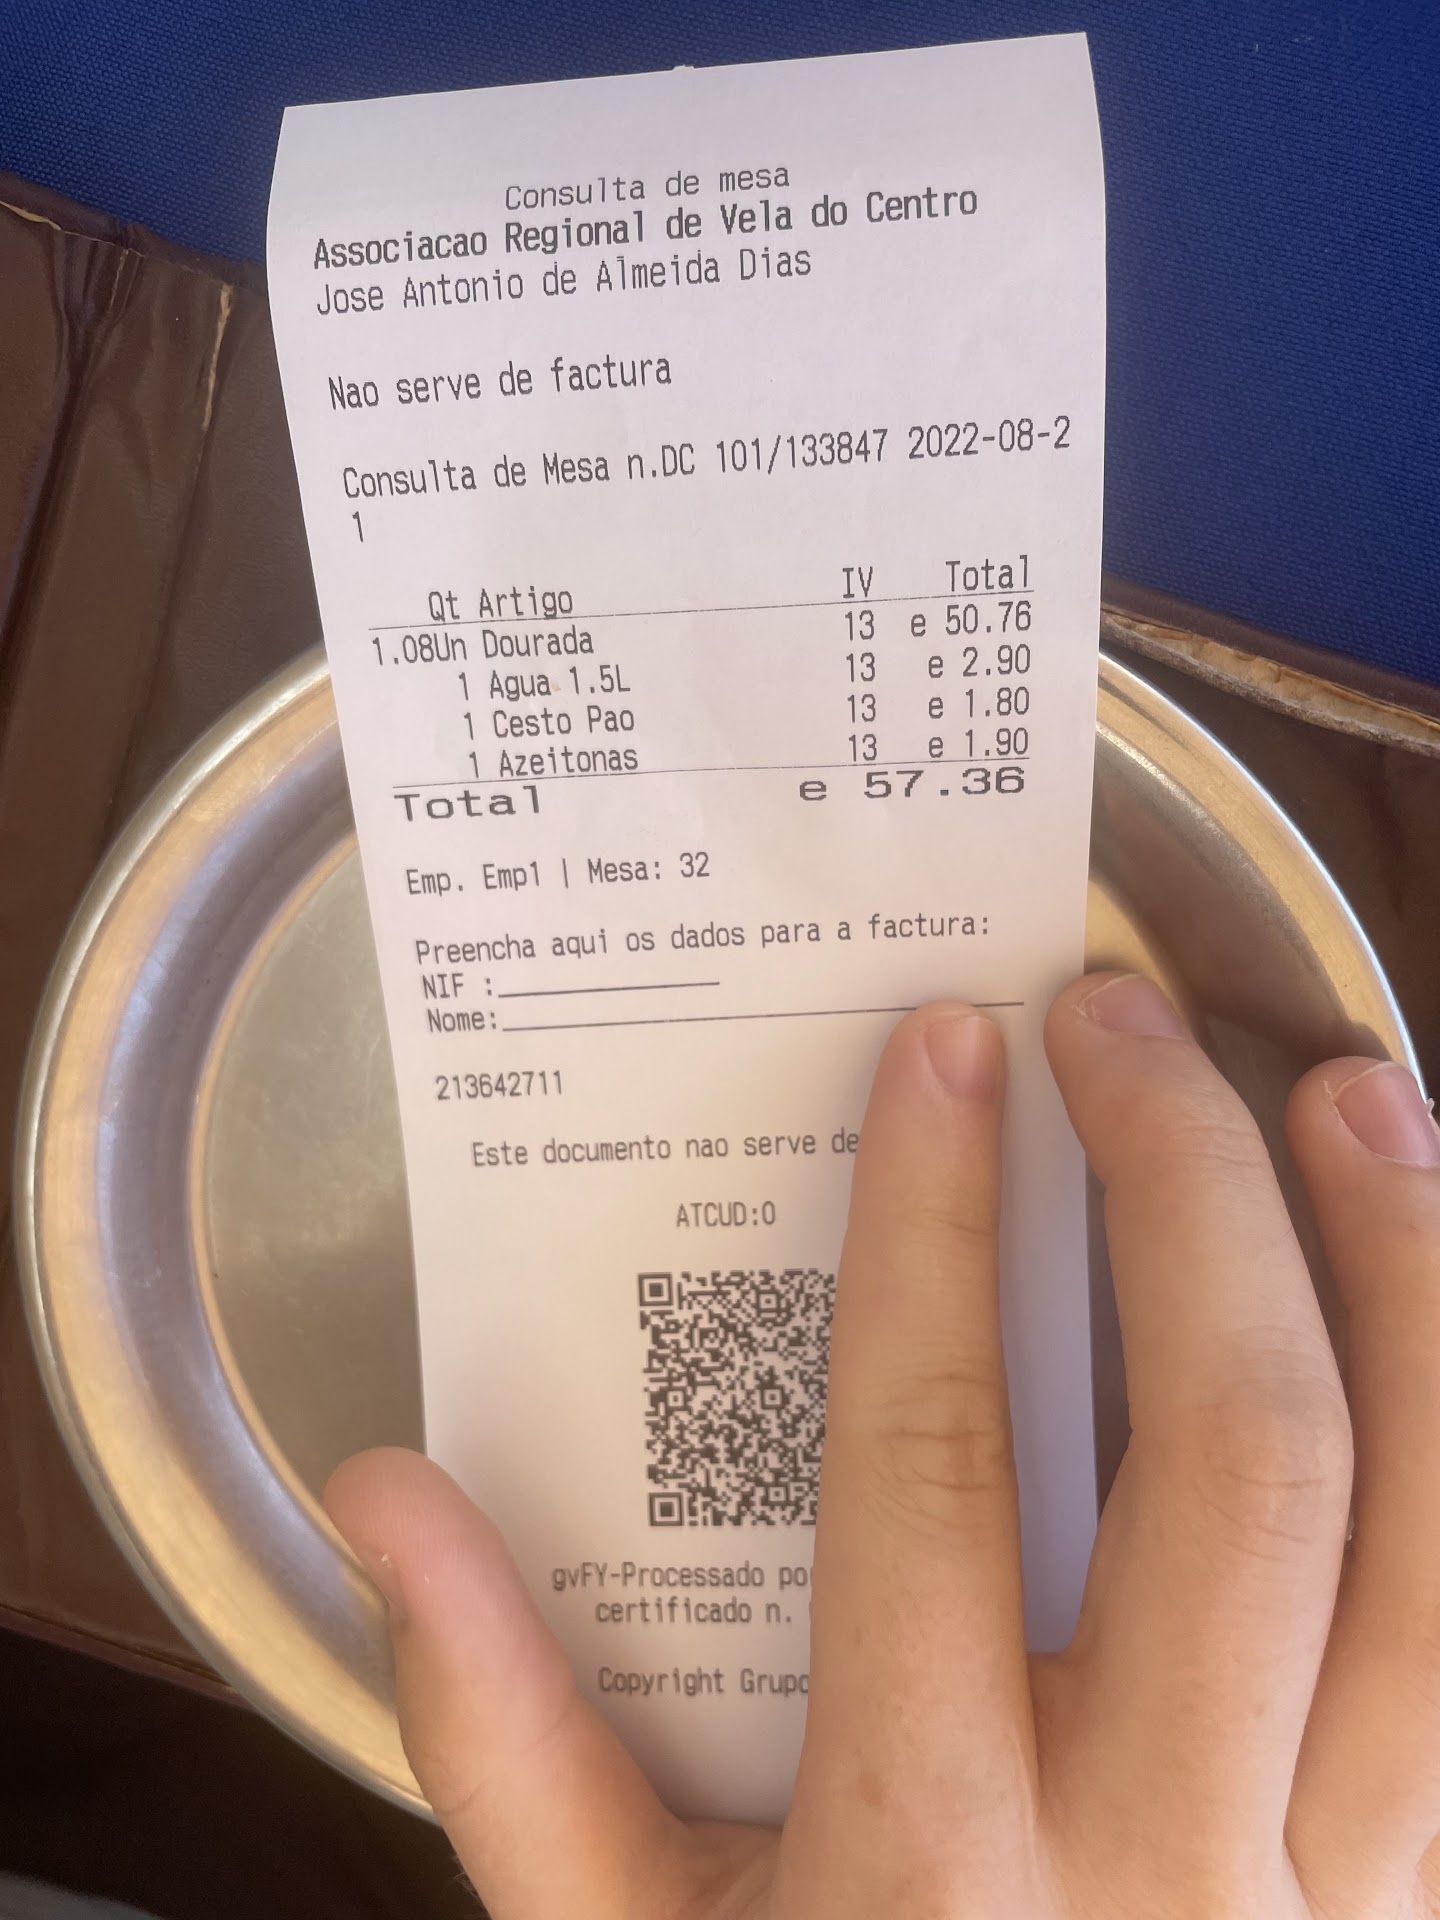 Consulta de mesa
Associacao Regional de Vela do Centro
Jose Antonio de Almeida Dias
Nao serve de factura
Consulta de Mesa n.DC 101/133847 2022-08-2
1
Qt Artigo IV Total
1.08Un Dourada 13 e 50.76
1 Agua 1.5L 13 e 2.90
1 Cesto Pao 13 e 1.80
1 Azeitonas 13 e 1.90
Total e 57.36
Emp. Emp1 | Mesa: 32
Preencha aqui os dados para a factura:
NIF :
Nome:
213642711
Este documento nao serve de
ATCUD:0
gvFY-Processado
certificado n.
Copyright